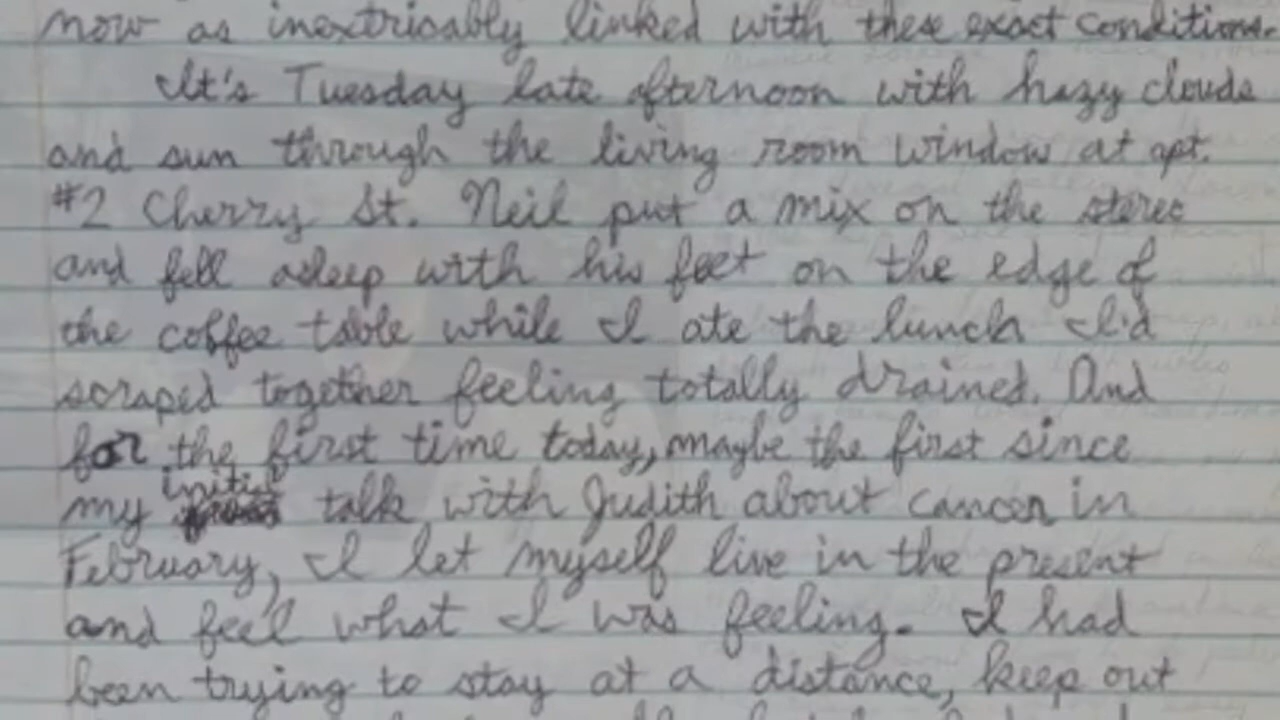 now as inextricably linked with these exact conditions.
It's Tuesday late afternoon with hazy clouds
and sun through the living room window at apt.
#2 Cherry St. Neil put a mix on the stereo
and fell asleep with his feet on the edge of
the coffee table while I ate the lunch I'd
scraped together feeling totally drained. And
for the first time today, maybe the first since
initial
my talk with Judith about cancer in
February, I let myself live in the present
and feel what I was feeling. I had
been trying to stay at a distance, keep out